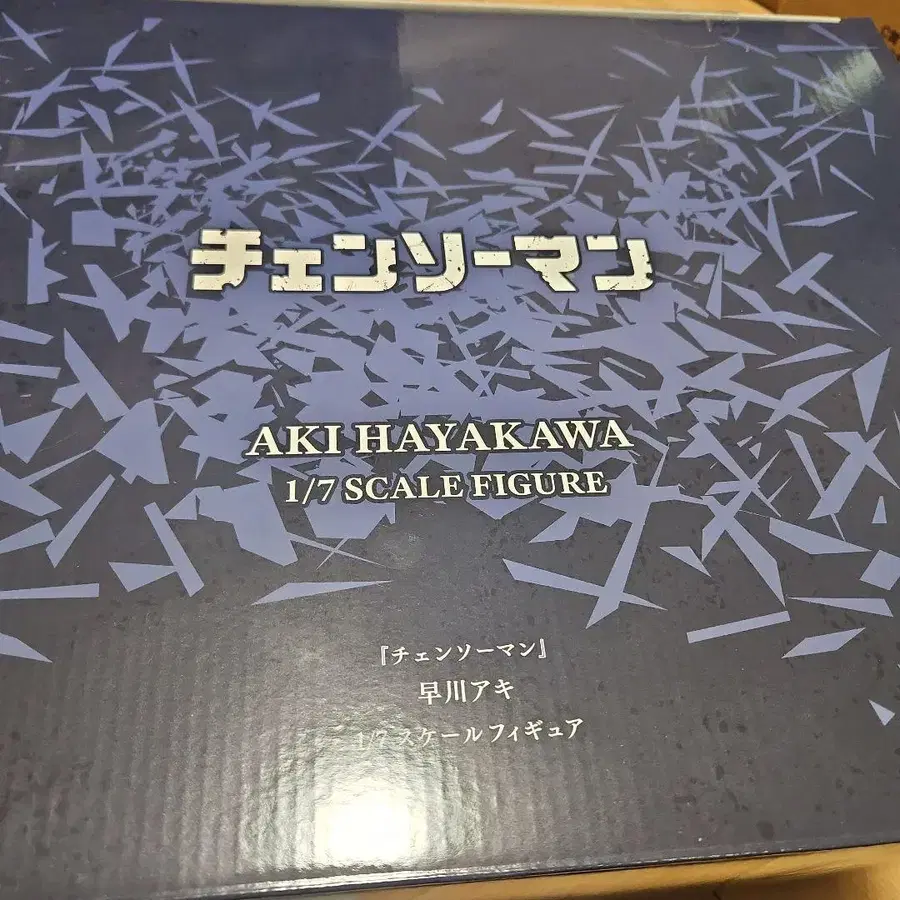 チェンソーマン
AKI HAYAKAWA
1/7 SCALE FIGURE
『チェンソーマン』
早川アキ
1/7 スケールフィギュア